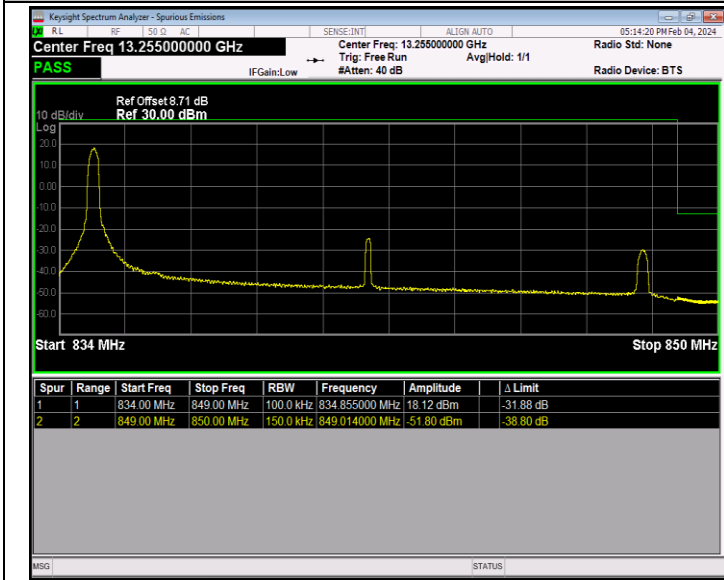 Keysight Spectrum Analyzer - Spurious Emissions
RL RF 50 Ω AC SENSE:INT ALIGN AUTO 05:14:20 PM Feb 04, 2024
Center Freq 13.255000000 GHz Center Freq: 13.255000000 GHz Radio Std: None
Trig: Free Run Avg|Hold: 1/1
PASS IFGain:Low #Atten: 40 dB Radio Device: BTS
Ref Offset 8.71 dB
10 dB/div Ref 30.00 dBm
Log
20.0
10.0
0.00
-10.0
-20.0
-30.0
-40.0
-50.0
-60.0
Start 834 MHz Stop 850 MHz
Spur Range Start Freq Stop Freq RBW Frequency Amplitude Δ Limit
1 1 834.00 MHz 849.00 MHz 100.0 kHz 834.855000 MHz 18.12 dBm -31.88 dB
2 2 849.00 MHz 850.00 MHz 150.0 kHz 849.014000 MHz -51.80 dBm -38.80 dB
MSG STATUS